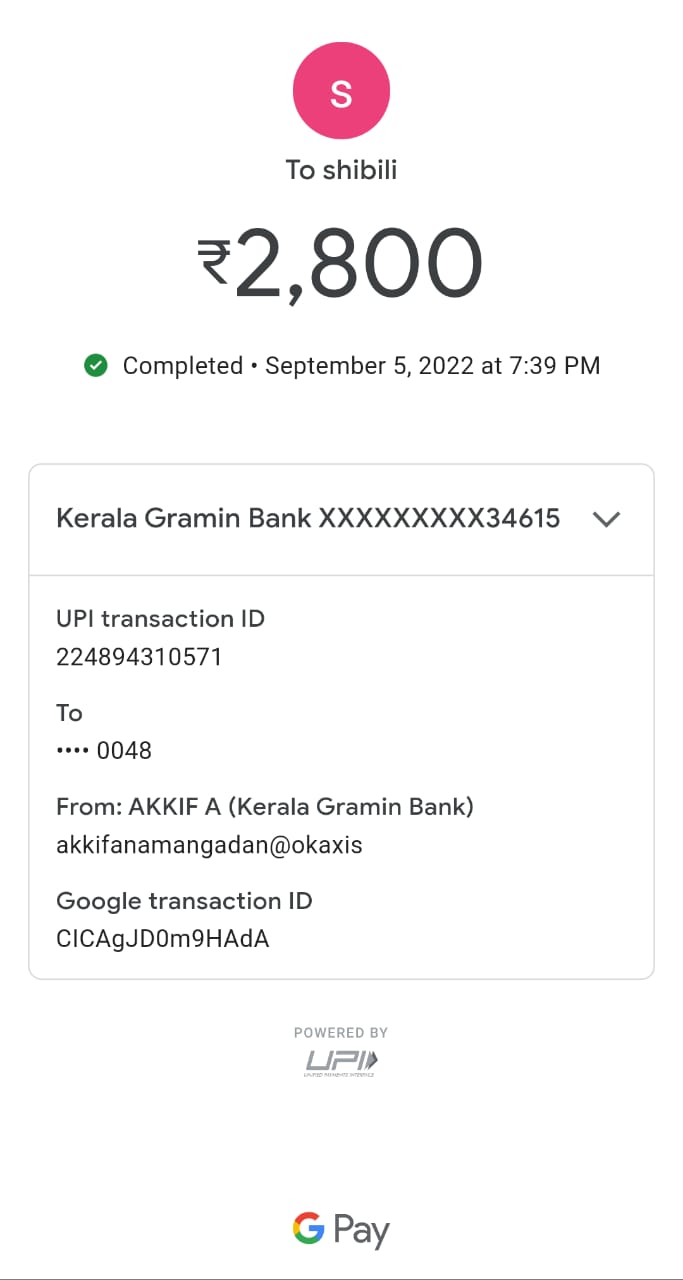 S
To shibili
₹2,800
Completed • September 5, 2022 at 7:39 PM
Kerala Gramin Bank XXXXXXXXX34615
UPI transaction ID
224894310571
To
•••• 0048
From: AKKIF A (Kerala Gramin Bank)
akkifanamangadan@okaxis
Google transaction ID
CICAgJD0m9HAdA
POWERED BY
UPI
UNIFIED PAYMENTS INTERFACE
G Pay